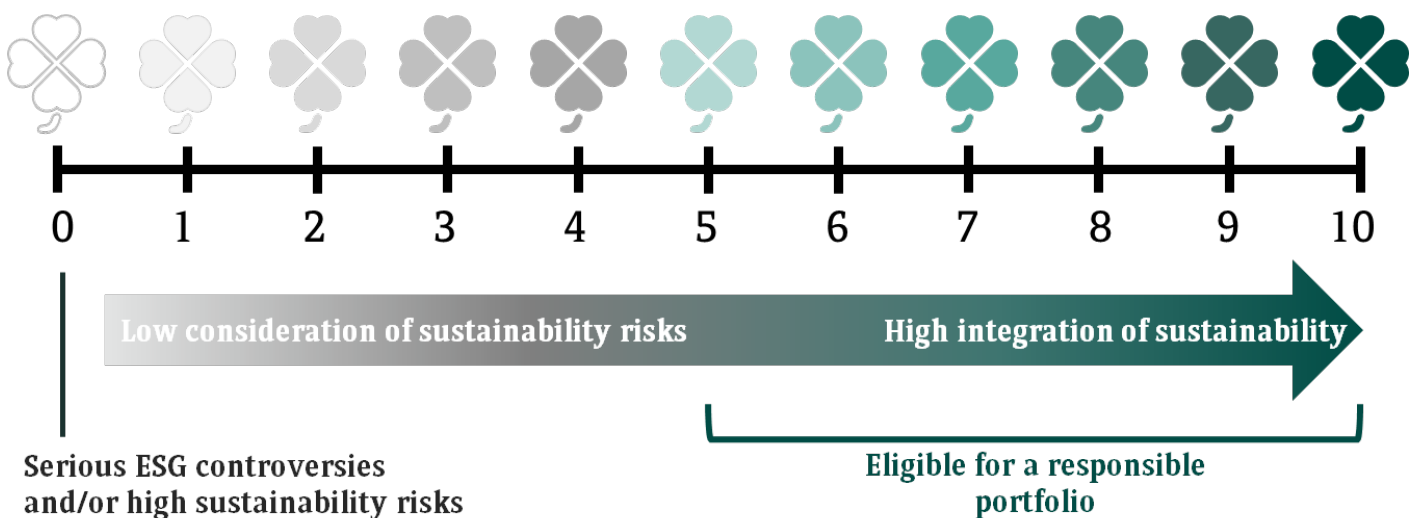 0 1 2 3 4 5 6 7 8 9 10
Low consideration of sustainability risks
High integration of sustainability
Serious ESG controversies
and/or high sustainability risks
Eligible for a responsible
portfolio